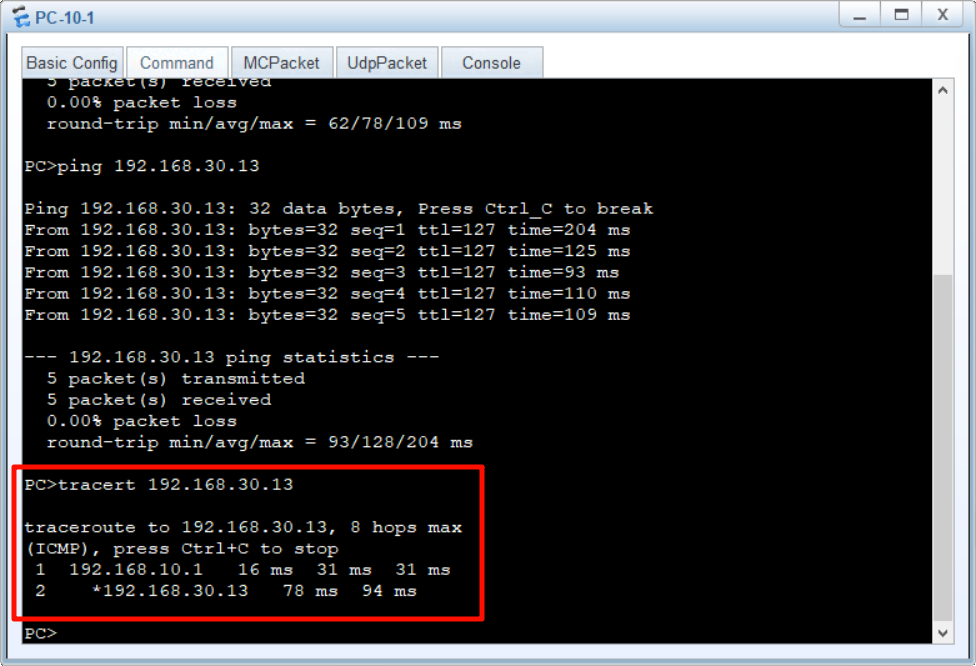 PC-10-1
Basic Config Command MCPacket UdpPacket Console
5 packet(s) received
0.00% packet loss
round-trip min/avg/max = 62/78/109 ms
PC>ping 192.168.30.13
Ping 192.168.30.13: 32 data bytes, Press Ctrl_C to break
From 192.168.30.13: bytes=32 seq=1 ttl=127 time=204 ms
From 192.168.30.13: bytes=32 seq=2 ttl=127 time=125 ms
From 192.168.30.13: bytes=32 seq=3 ttl=127 time=93 ms
From 192.168.30.13: bytes=32 seq=4 ttl=127 time=110 ms
From 192.168.30.13: bytes=32 seq=5 ttl=127 time=109 ms
--- 192.168.30.13 ping statistics ---
5 packet(s) transmitted
5 packet(s) received
0.00% packet loss
round-trip min/avg/max = 93/128/204 ms
PC>tracert 192.168.30.13
traceroute to 192.168.30.13, 8 hops max
(ICMP), press Ctrl+C to stop
1 192.168.10.1 16 ms 31 ms 31 ms
2 *192.168.30.13 78 ms 94 ms
PC>